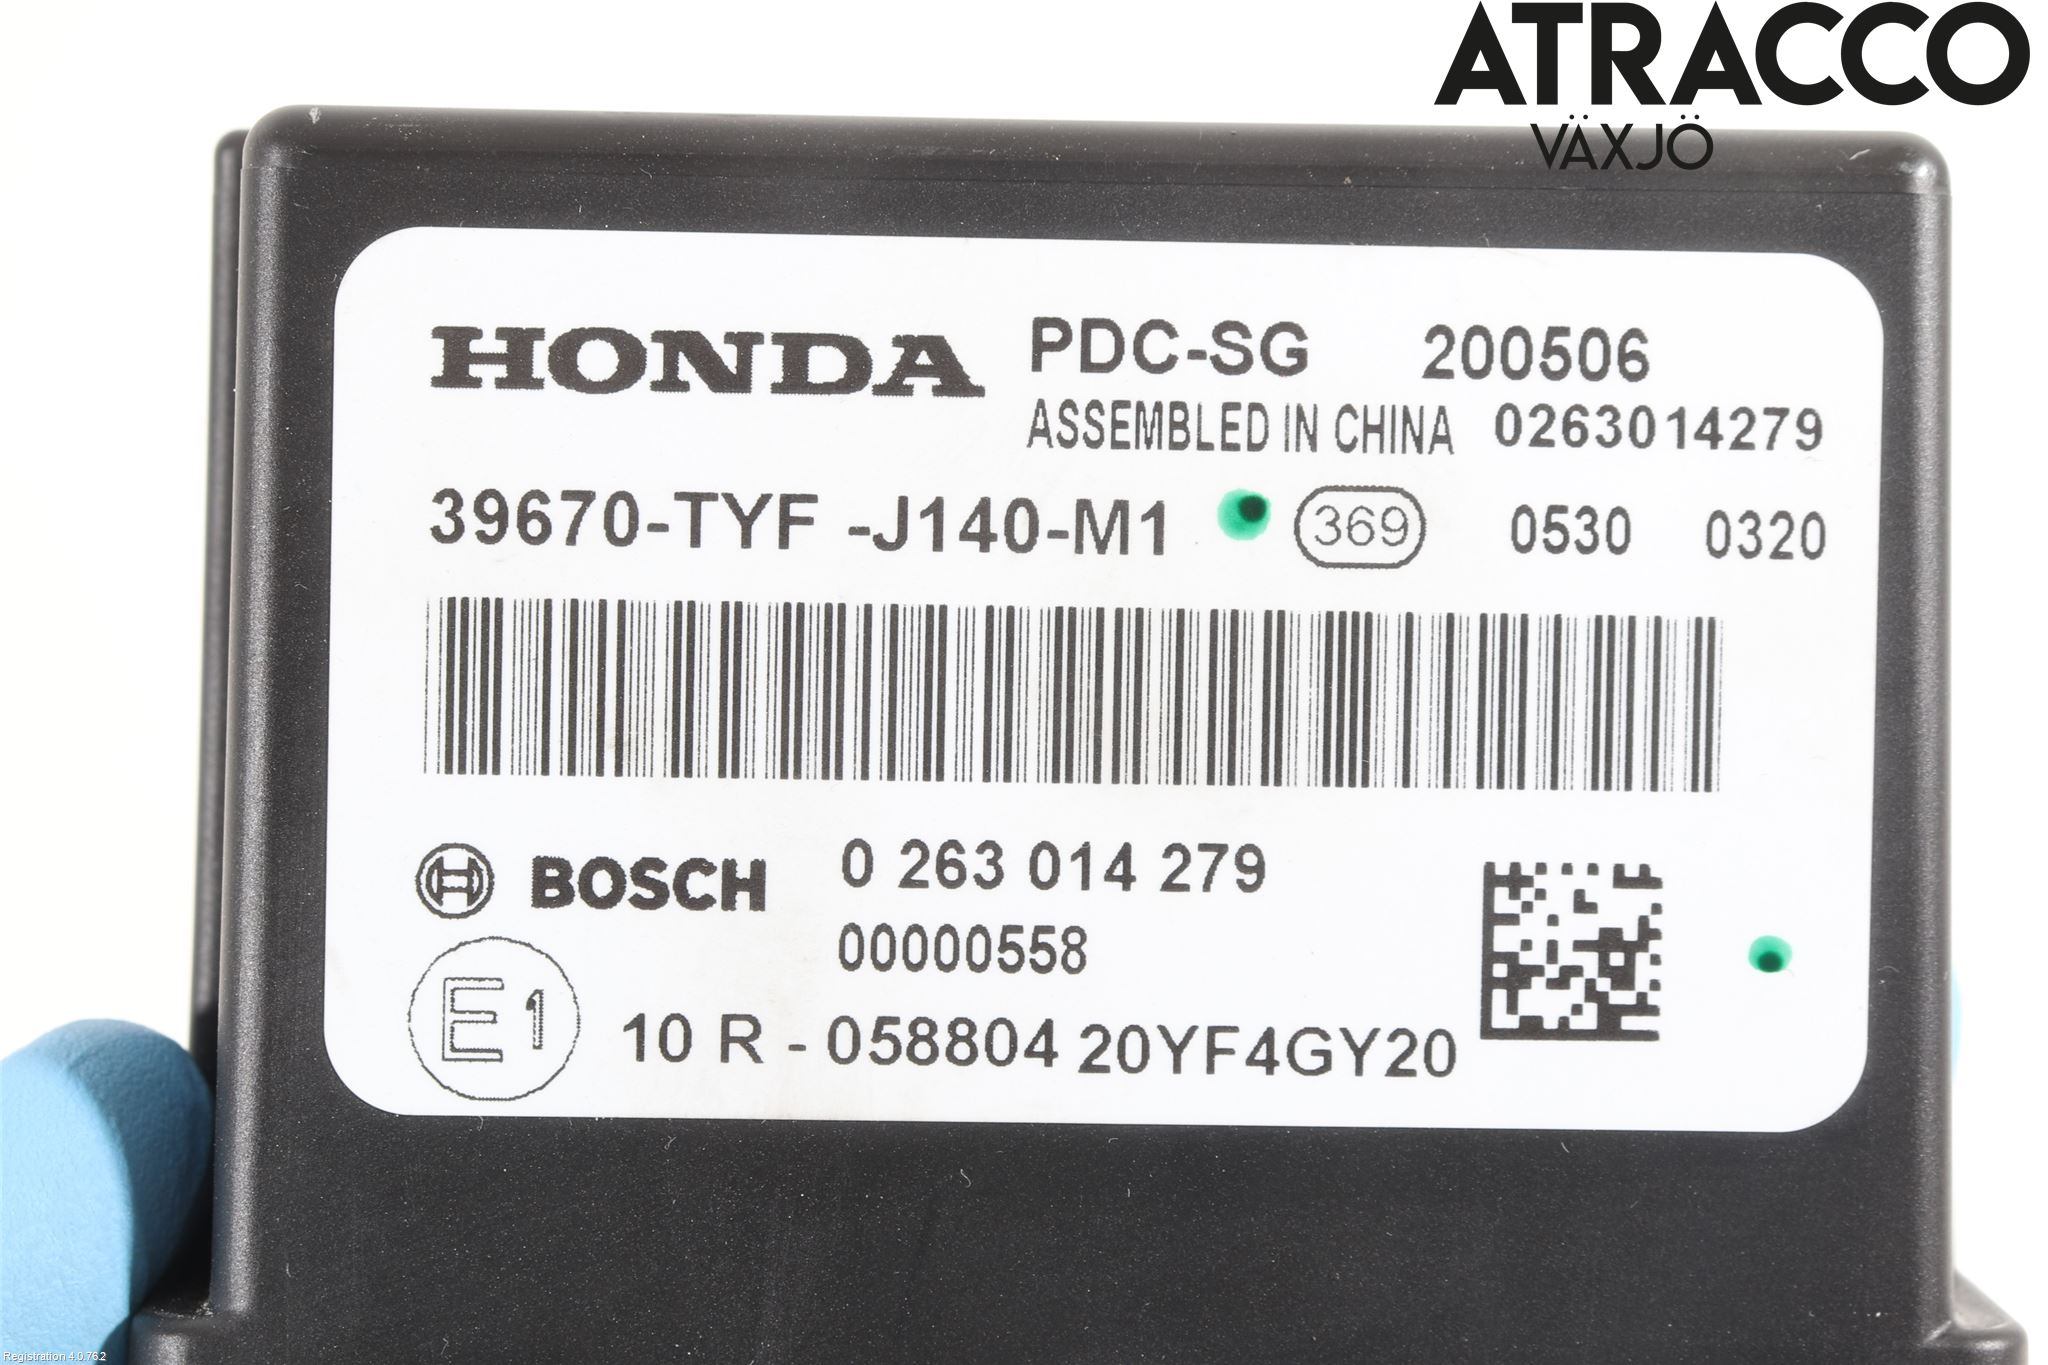 ATRACCO
VÄXJÖ
HONDA PDC-SG 200506
ASSEMBLED IN CHINA 0263014279
39670-TYF -J140-M1 369 0530 0320
BOSCH 0 263 014 279
00000558
E1 10 R - 058804 20YF4GY20
Registration 4.0.76.2